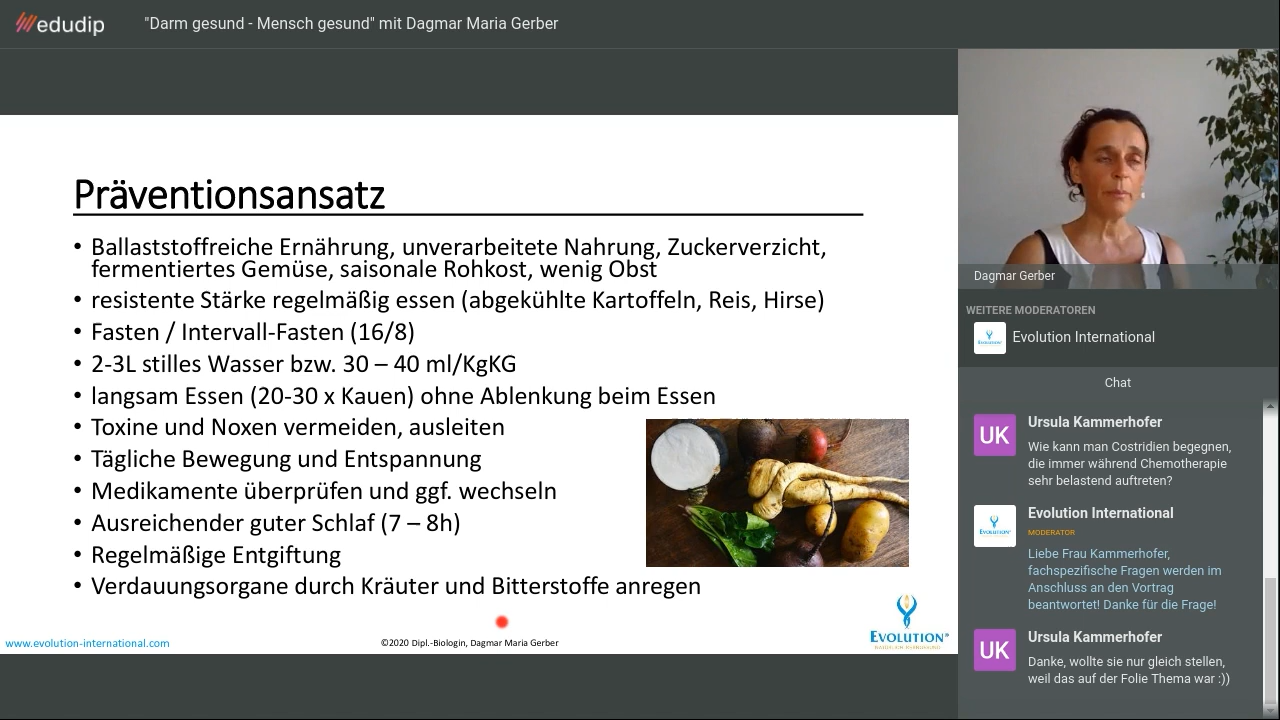 edudip
"Darm gesund - Mensch gesund" mit Dagmar Maria Gerber
Präventionsansatz
• Ballaststoffreiche Ernährung, unverarbeitete Nahrung, Zuckerverzicht,
fermentiertes Gemüse, saisonale Rohkost, wenig Obst
• resistente Stärke regelmäßig essen (abgekühlte Kartoffeln, Reis, Hirse)
• Fasten / Intervall-Fasten (16/8)
• 2-3L stilles Wasser bzw. 30 – 40 ml/KgKG
• langsam Essen (20-30 x Kauen) ohne Ablenkung beim Essen
• Toxine und Noxen vermeiden, ausleiten
• Tägliche Bewegung und Entspannung
• Medikamente überprüfen und ggf. wechseln
• Ausreichender guter Schlaf (7 – 8h)
• Regelmäßige Entgiftung
• Verdauungsorgane durch Kräuter und Bitterstoffe anregen
www.evolution-international.com
©2020 Dipl.-Biologin, Dagmar Maria Gerber
EVOLUTION®
Dagmar Gerber
WEITERE MODERATOREN
Evolution International
Chat
UK
Ursula Kammerhofer
Wie kann man Costridien begegnen,
die immer während Chemotherapie
sehr belastend auftreten?
EVOLUTION
Evolution International
MODERATOR
Liebe Frau Kammerhofer,
fachspezifische Fragen werden im
Anschluss an den Vortrag
beantwortet! Danke für die Frage!
UK
Ursula Kammerhofer
Danke, wollte sie nur gleich stellen,
weil das auf der Folie Thema war :))